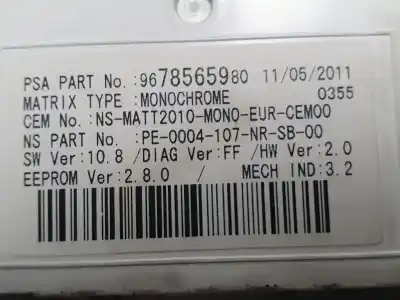 PSA PART No.:9678565980 11/05/2011
MATRIX TYPE :MONOCHROME 0355
CEM No.:NS-MATT2010-MONO-EUR-CEM00
NS PART No.:PE-0004-107-NR-SB-00
SW Ver:10.8 /DIAG Ver:FF /HW Ver:2.0
EEPROM Ver:2.8.0 / MECH IND:3.2